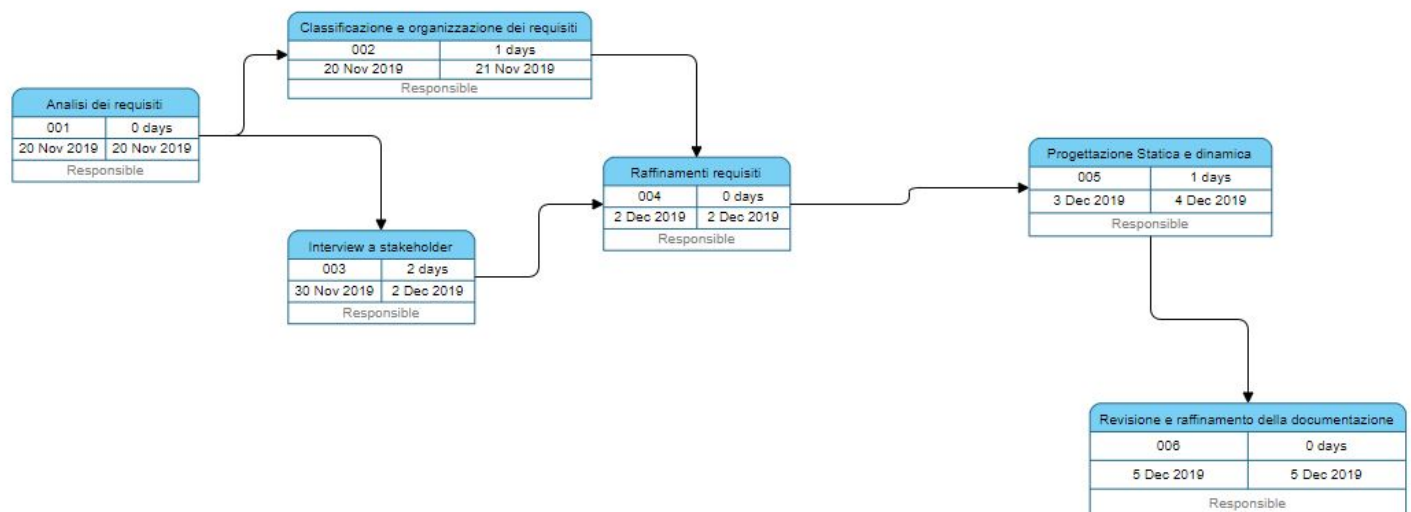 Classificazione e organizzazione dei requisiti
002 1 days
20 Nov 2019 21 Nov 2019
Responsible
Analisi dei requisiti
001 0 days
20 Nov 2019 20 Nov 2019
Responsible
Interview a stakeholder
003 2 days
30 Nov 2019 2 Dec 2019
Responsible
Raffinamenti requisiti
004 0 days
2 Dec 2019 2 Dec 2019
Responsible
Progettazione Statica e dinamica
005 1 days
3 Dec 2019 4 Dec 2019
Responsible
Revisione e raffinamento della documentazione
006 0 days
5 Dec 2019 5 Dec 2019
Responsible